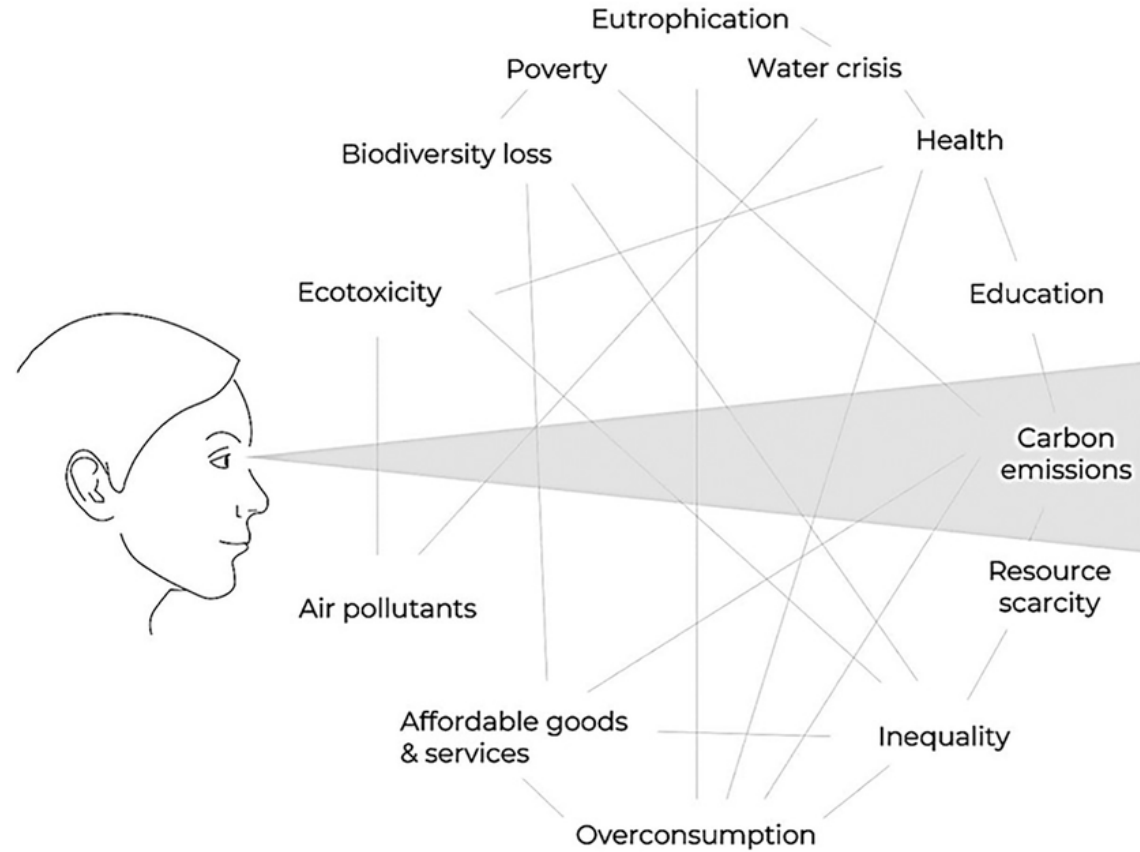 Eutrophication
Poverty
Water crisis
Health
Biodiversity loss
Ecotoxicity
Education
Carbon
emissions
Resource
scarcity
Air pollutants
Affordable goods
& services
Inequality
Overconsumption